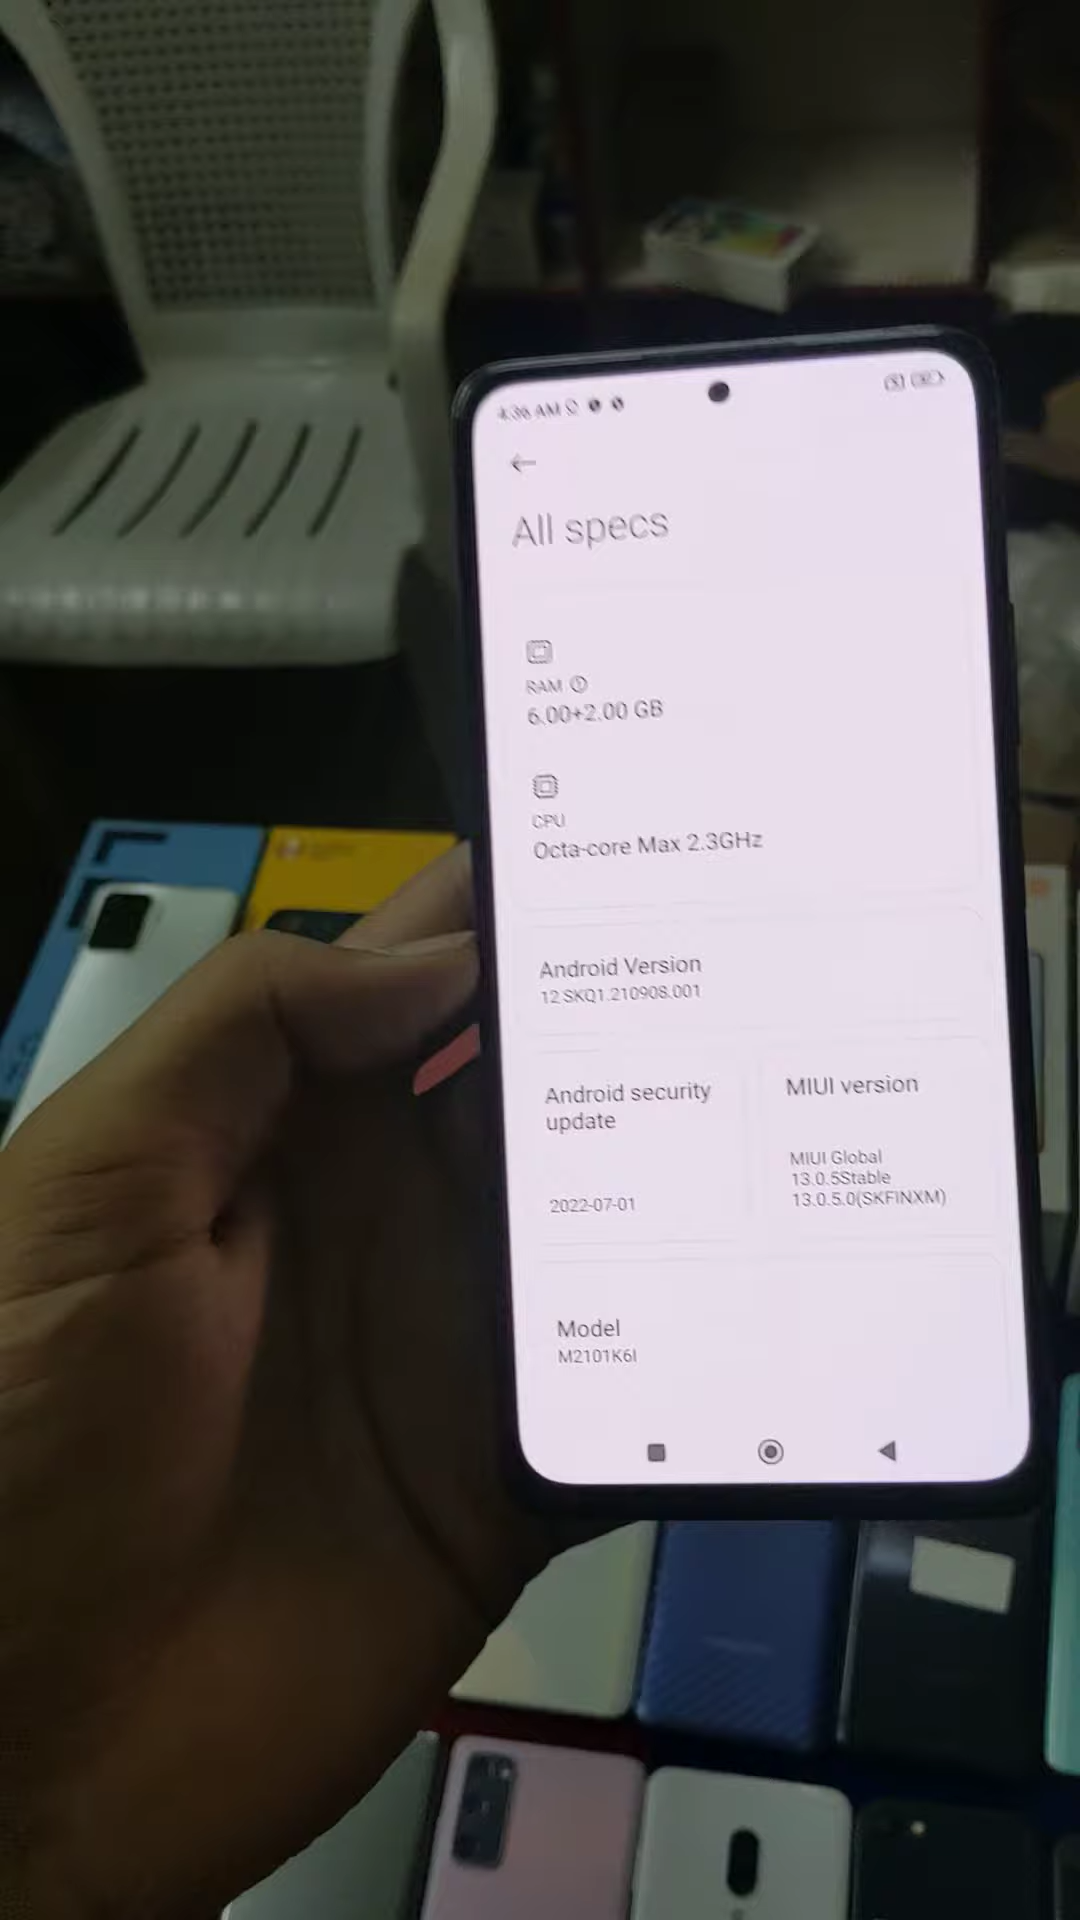 4:36 AM
All specs
RAM
6.00+2.00 GB
CPU
Octa-core Max 2.3GHz
Android Version
12 SKQ1.210908.001
Android security
update
2022-07-01
MIUI version
MIUI Global
13.0.5Stable
13.0.5.0(SKFINXM)
Model
M2101K6I